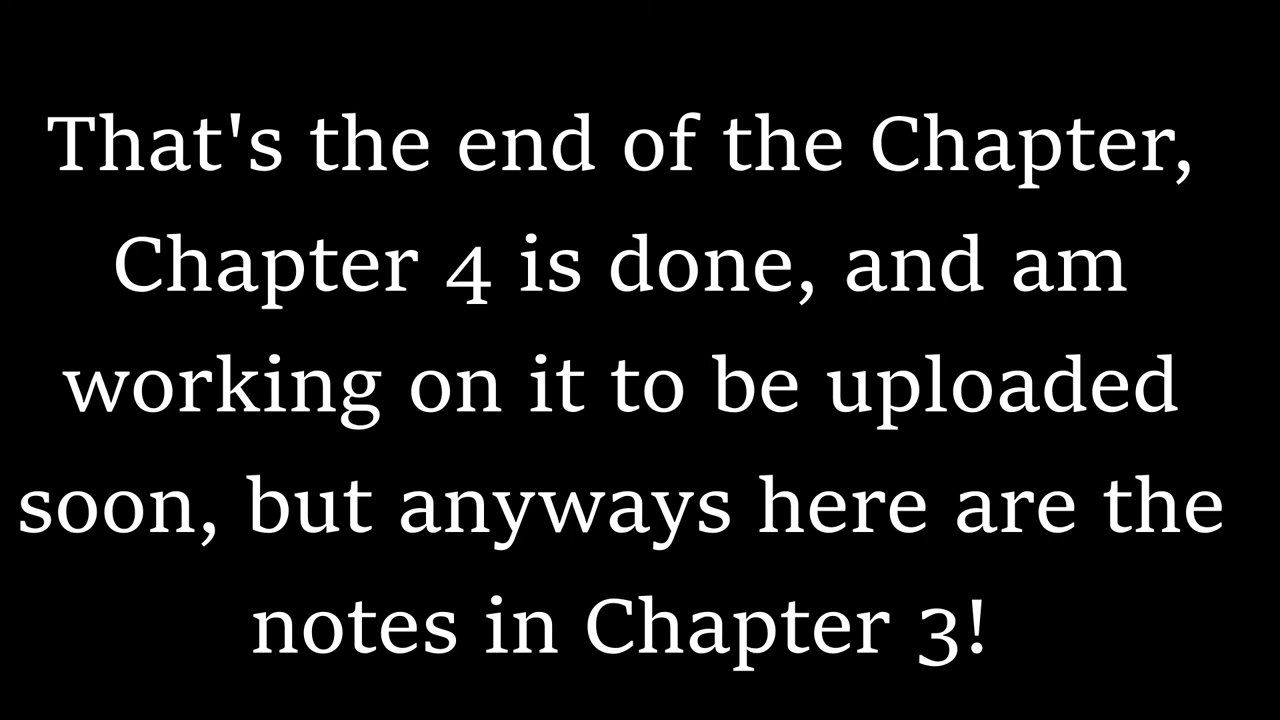 That's the end of the Chapter,
Chapter 4 is done, and am
working on it to be uploaded
soon, but anyways here are the
notes in Chapter 3!